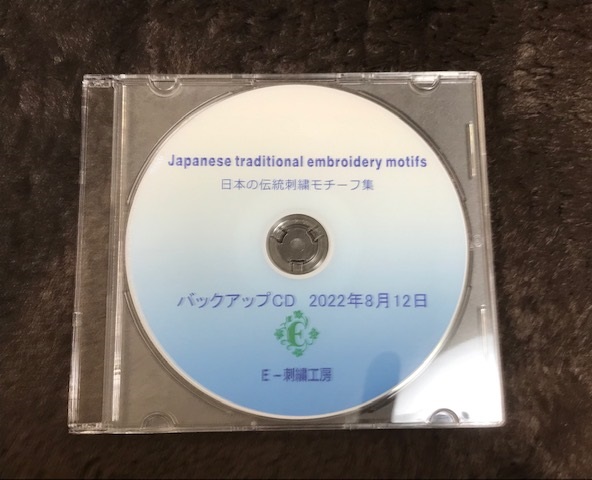 Japanese traditional embroidery motifs
日本の伝統刺繍モチーフ集
バックアップCD 2022年8月12日
E
E－刺繍工房